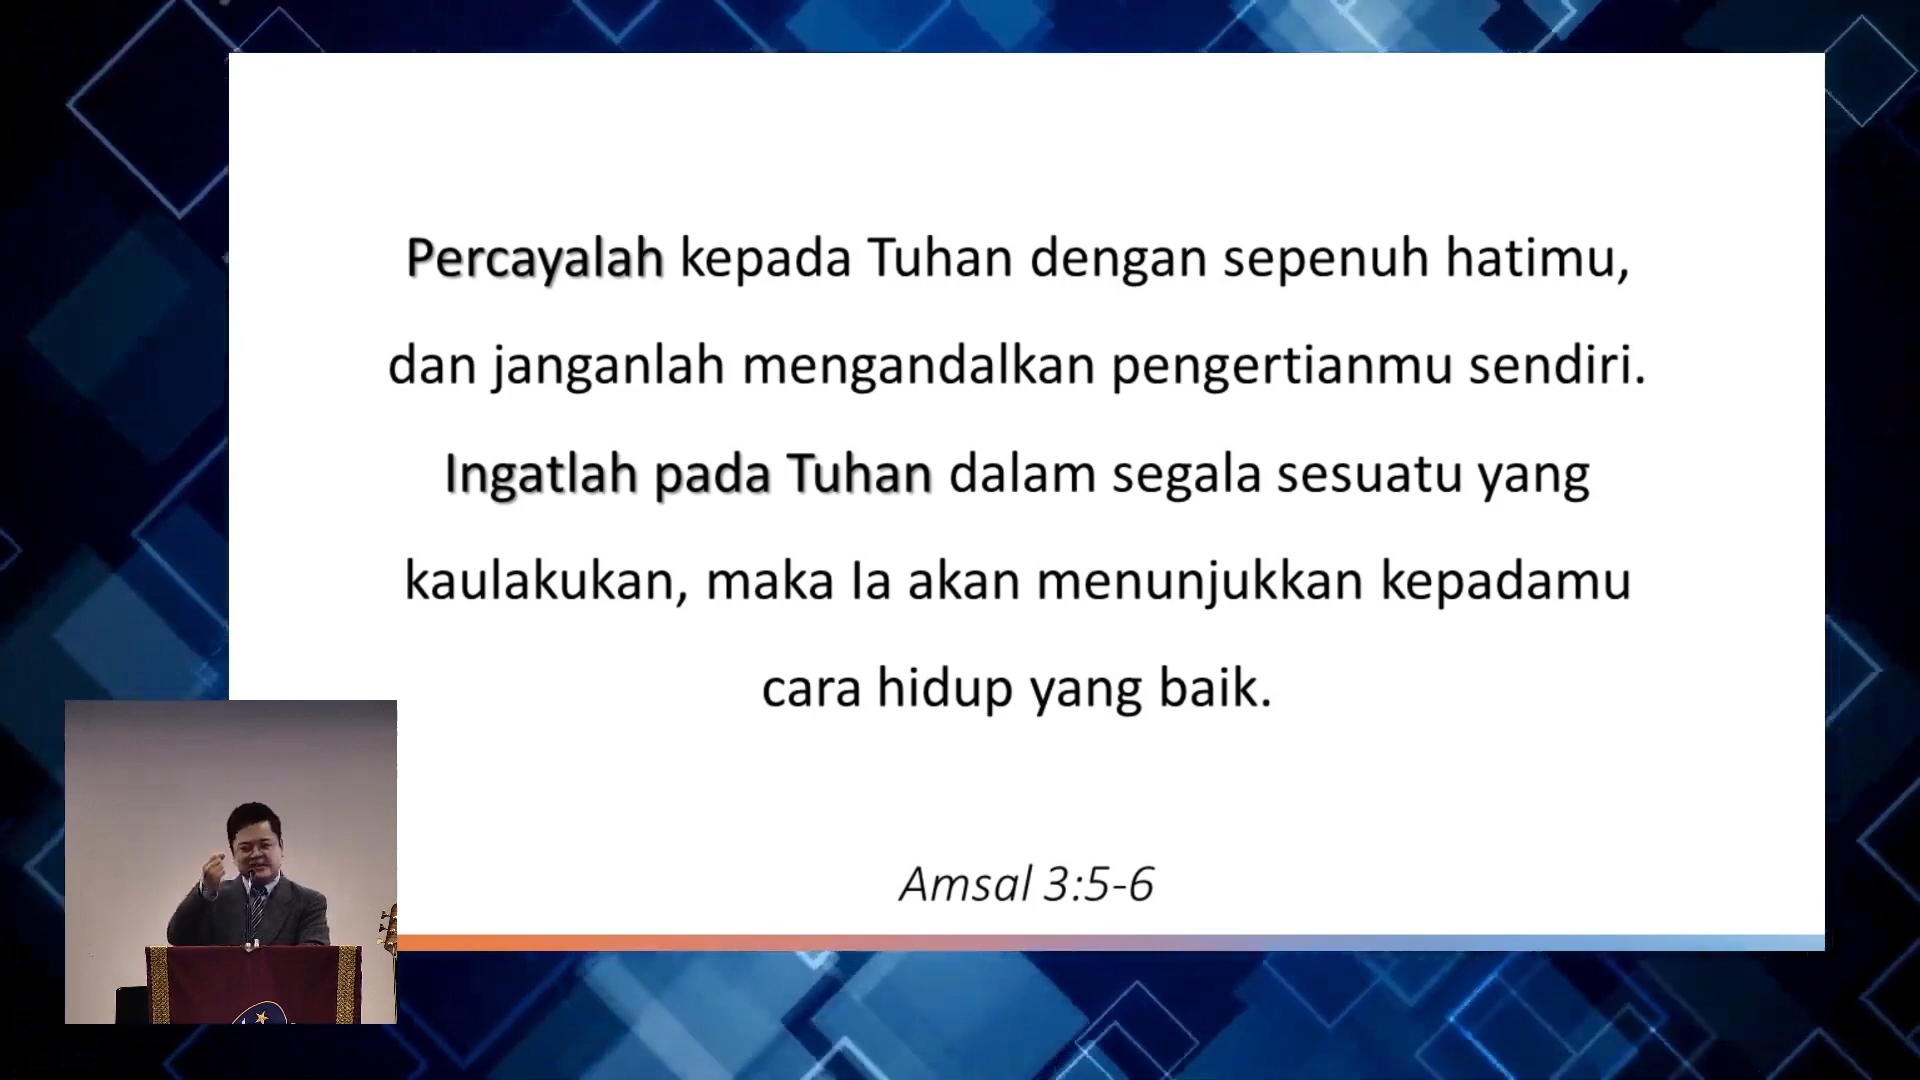 Percayalah kepada Tuhan dengan sepenuh hatimu,
dan janganlah mengandalkan pengertianmu sendiri.
Ingatlah pada Tuhan dalam segala sesuatu yang
kaulakukan, maka Ia akan menunjukkan kepadamu
cara hidup yang baik.
Amsal 3:5-6